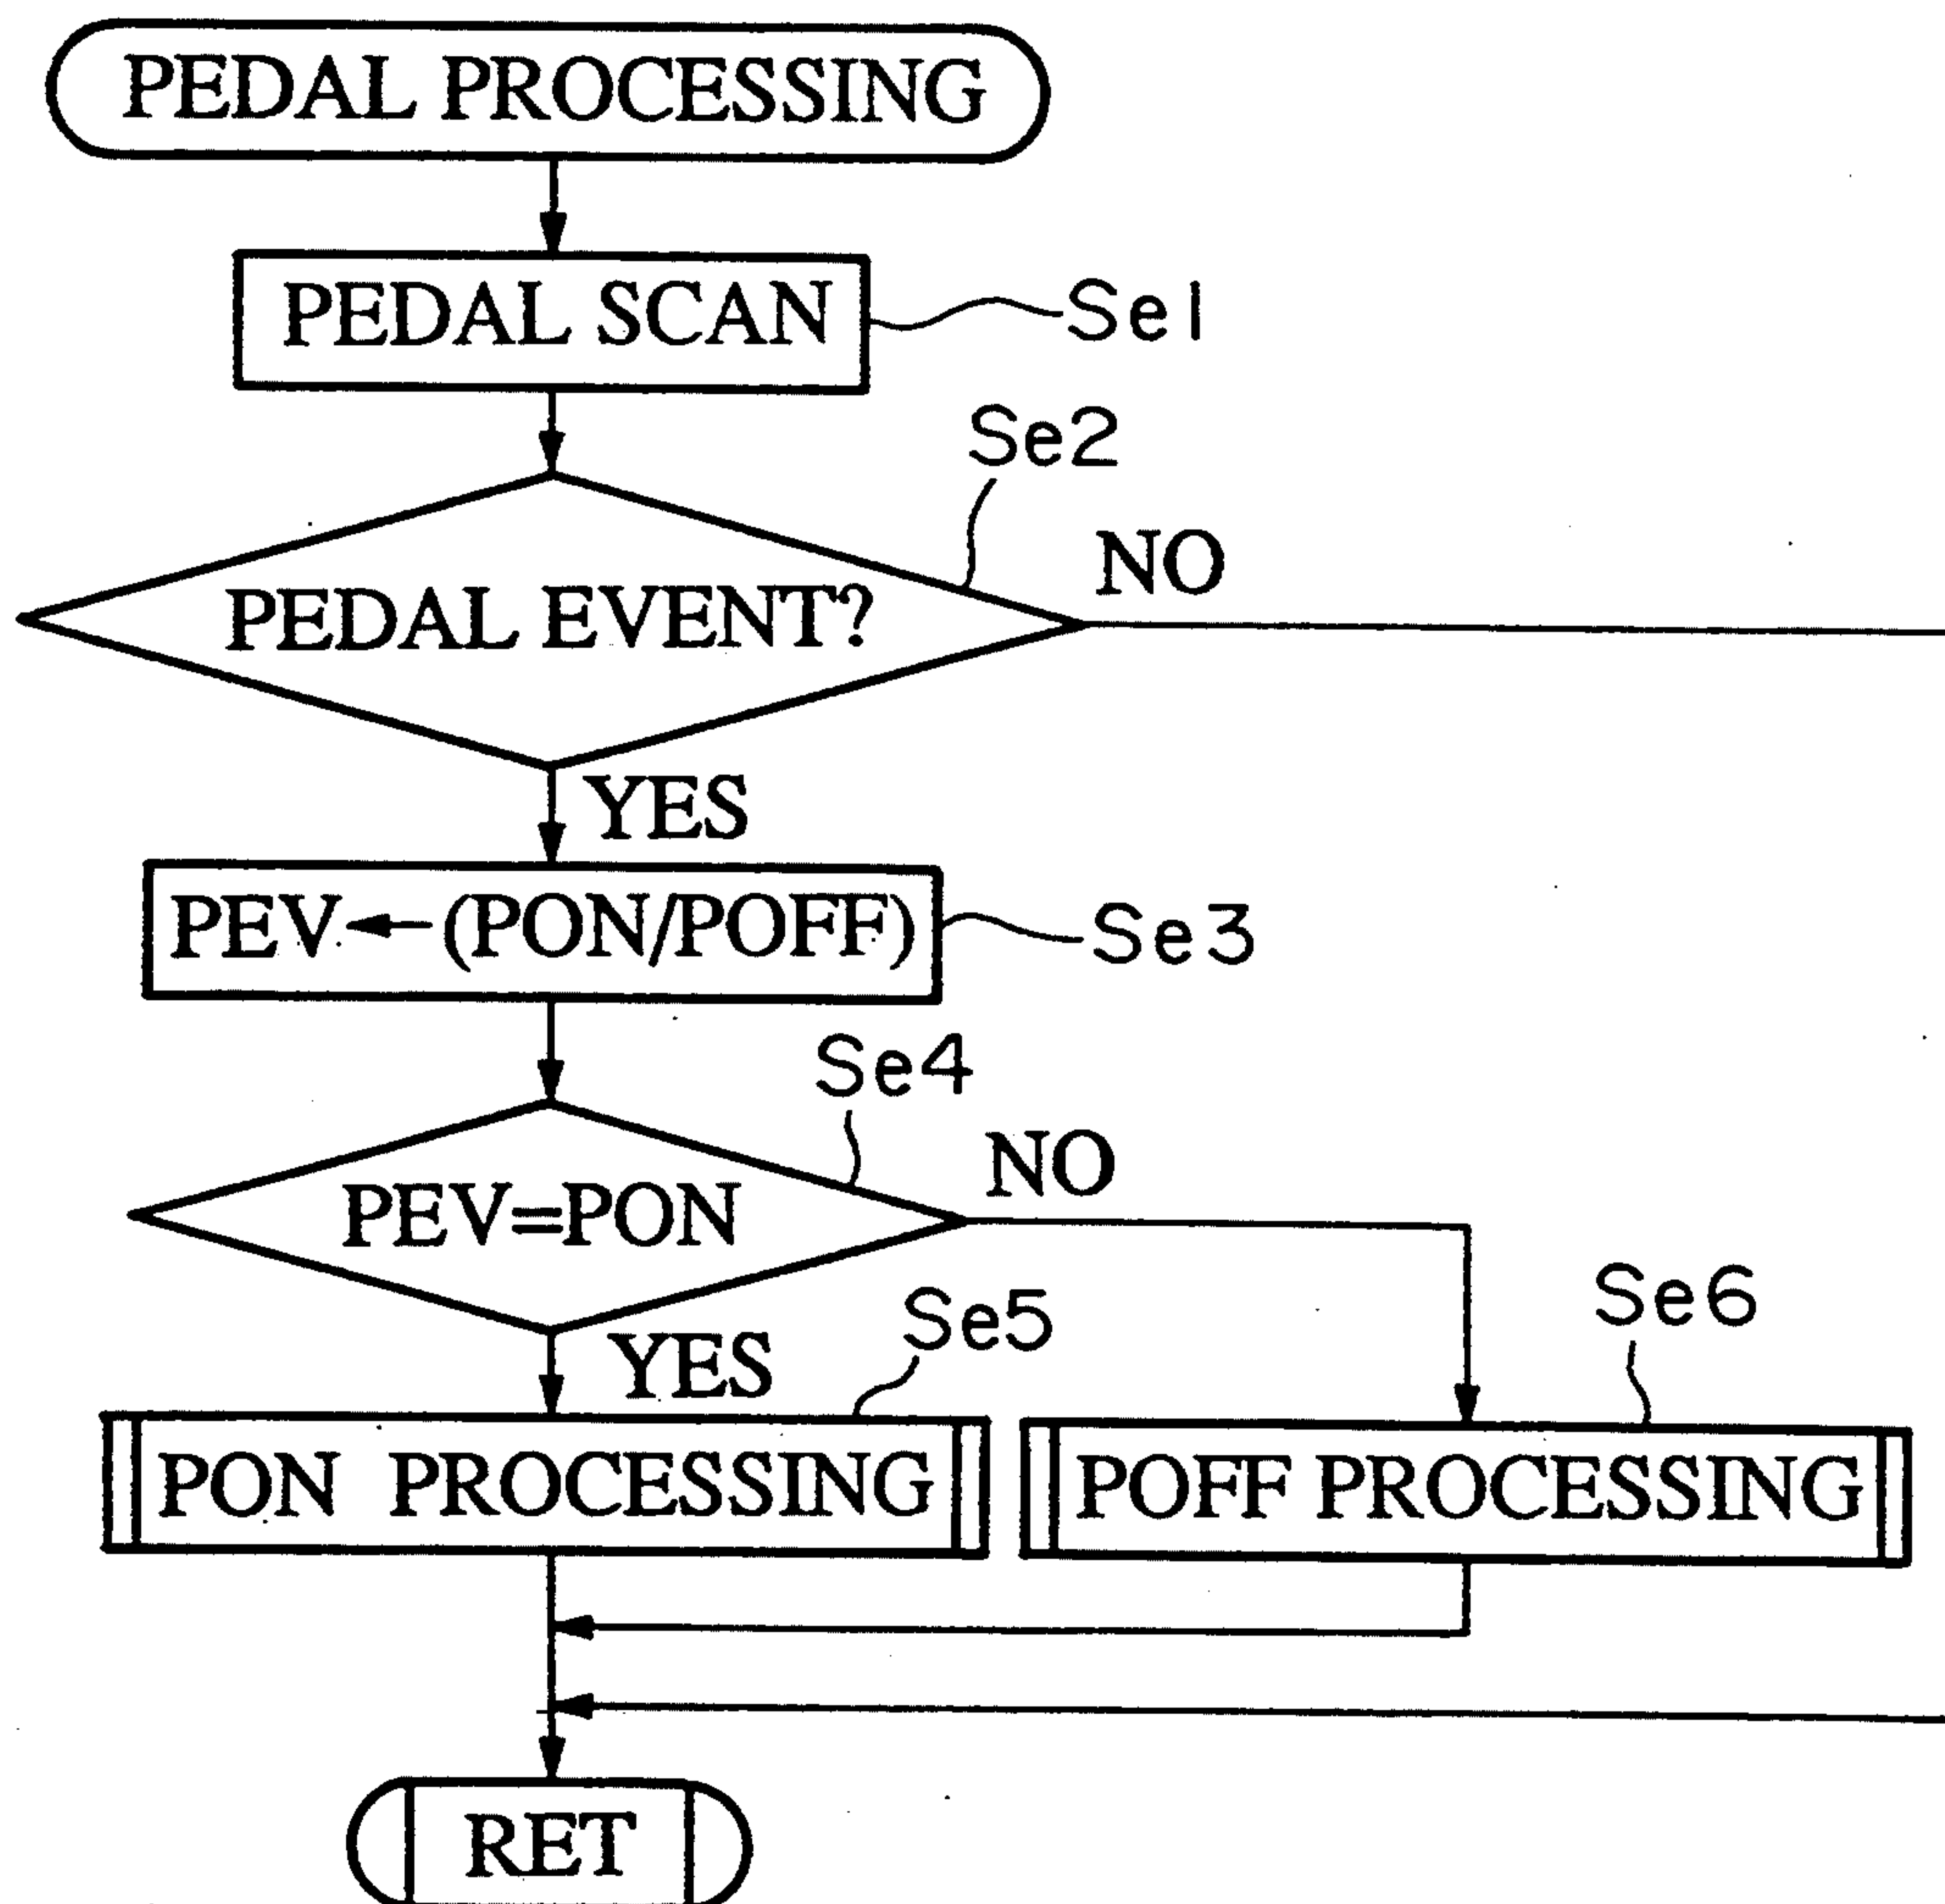 PEDAL PROCESSING
PEDAL SCAN
Se1
Se2
PEDAL EVENT?
NO
YES
PEV←(PON/POFF)
Se3
Se4
PEV=PON
NO
YES
Se5
Se6
PON PROCESSING
POFF PROCESSING
RET